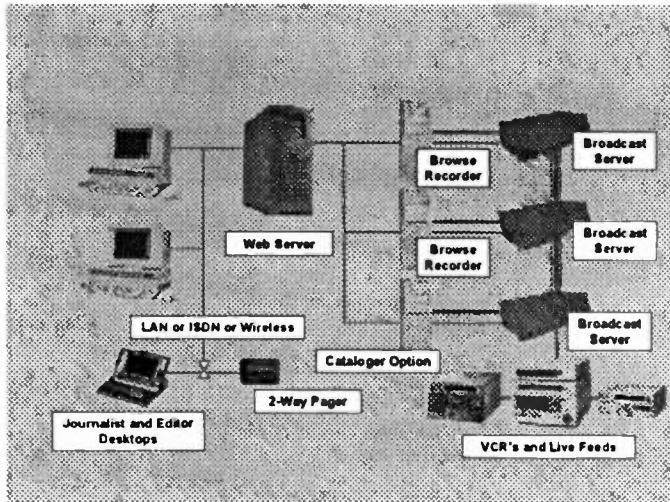 Browse
Recorder
Broadcast
Server
Web Server
Browse
Recorder
Broadcast
Server
LAN or ISDN or Wireless
Broadcast
Server
Cataloger Option
2-Way Pager
Journalist and Editor
Desktops
VCR's and Live Feeds